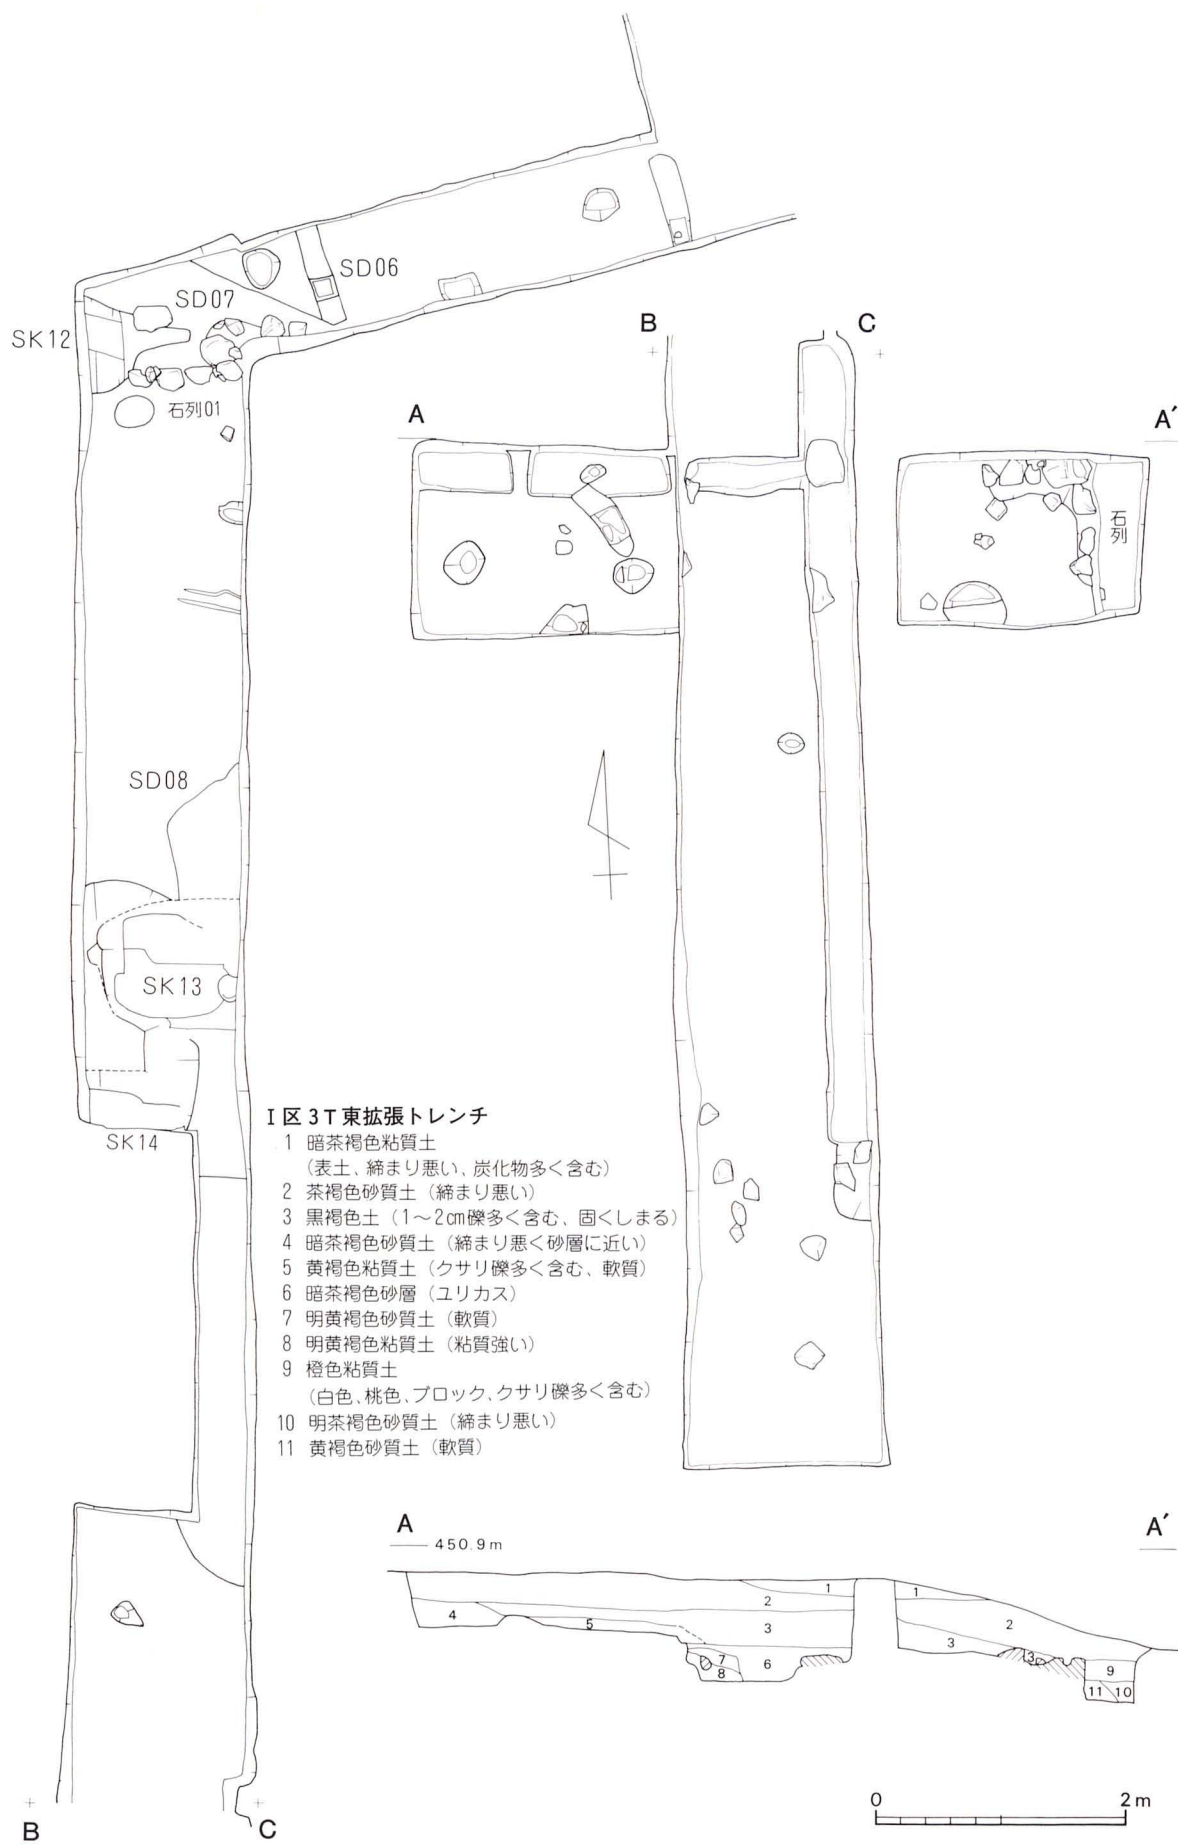 SD06
SD07
SK12
石列01
B
C
A
A′
石列
SD08
SK13
SK14
I区3T東拡張トレンチ
1 暗茶褐色粘質土
(表土、締まり悪い、炭化物多く含む)
2 茶褐色砂質土(締まり悪い)
3 黒褐色土(1～2cm礫多く含む、固くしまる)
4 暗茶褐色砂質土(締まり悪く砂層に近い)
5 黄褐色粘質土(クサリ礫多く含む、軟質)
6 暗茶褐色砂層(ユリカス)
7 明黄褐色砂質土(軟質)
8 明黄褐色粘質土(粘質強い)
9 橙色粘質土
(白色、桃色、ブロック、クサリ礫多く含む)
10 明茶褐色砂質土(締まり悪い)
11 黄褐色砂質土(軟質)
A
450.9m
A′
1
1
2
2
4
5
3
3
3
7
8
6
9
11 10
0 2m
B
C